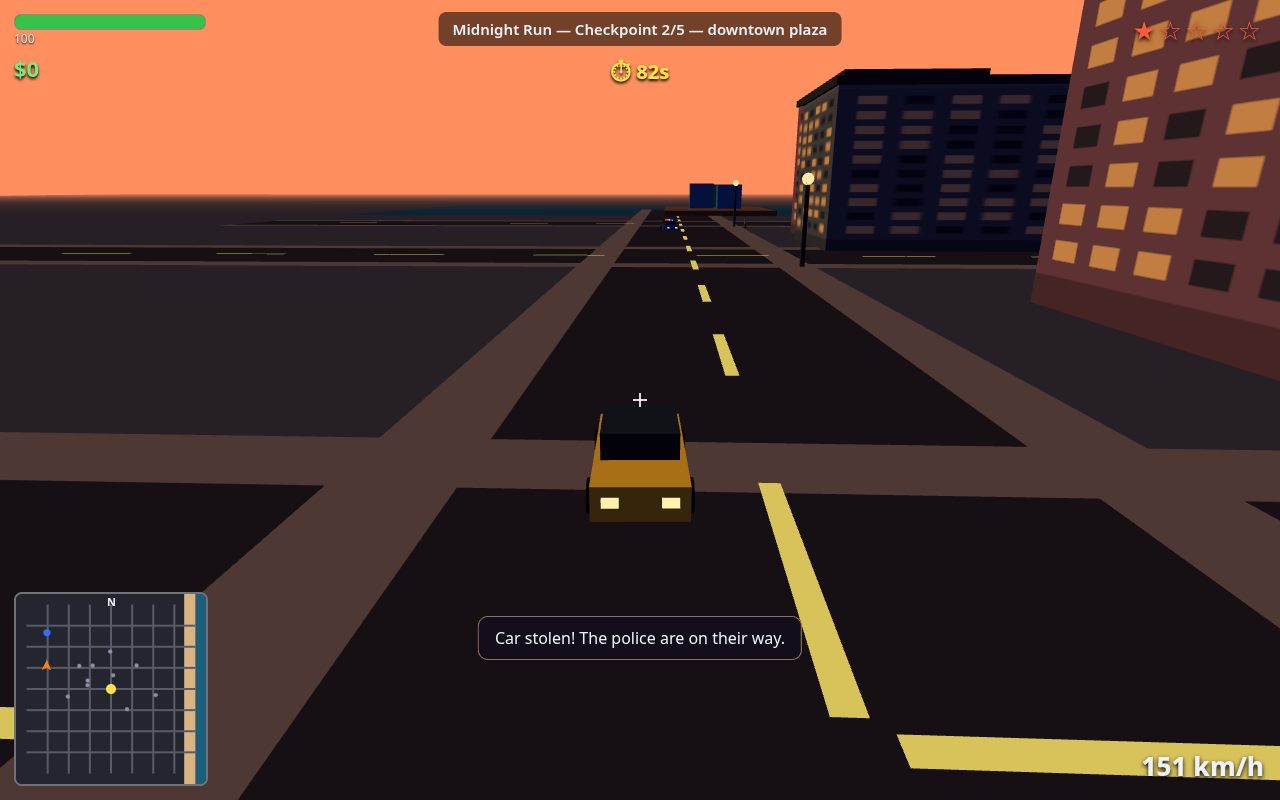 Midnight Run — Checkpoint 2/5 — downtown plaza
100
$0
82s
Car stolen! The police are on their way.
N
151 km/h